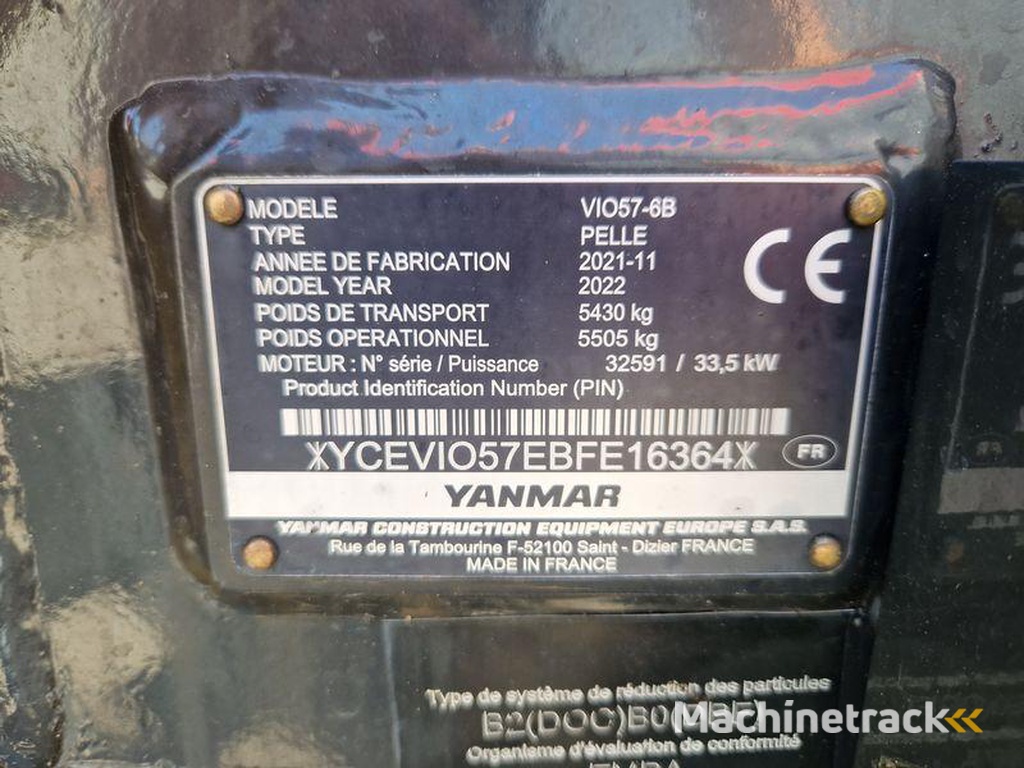 MODELE VIO57-6B
TYPE PELLE
ANNEE DE FABRICATION 2021-11
MODEL YEAR 2022
POIDS DE TRANSPORT 5430 kg
POIDS OPERATIONNEL 5505 kg
MOTEUR : N° série / Puissance 32591 / 33,5 kW
Product Identification Number (PIN)
XYCEVIO57EBFE16364X FR
CE
YANMAR
YANMAR CONSTRUCTION EQUIPMENT EUROPE S.A.S.
Rue de la Tambourine F-52100 Saint - Dizier FRANCE
MADE IN FRANCE
Type de système de réduction des particules
Machinetrack
Organisme d'évaluation de conformité